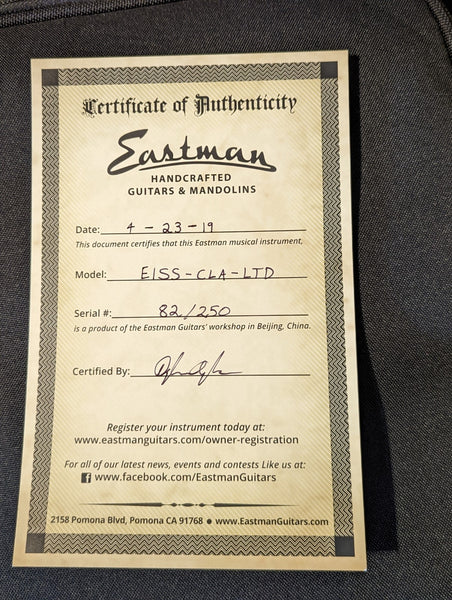 Certificate of Authenticity
Eastman
HANDCRAFTED
GUITARS & MANDOLINS
Date: 4-23-19
This document certifies that this Eastman musical instrument,
Model: E1SS-CLA-LTD
Serial #: 82/250
is a product of the Eastman Guitars' workshop in Beijing, China.
Certified By:
Register your instrument today at:
www.eastmanguitars.com/owner-registration
For all of our latest news, events and contests Like us at:
f www.facebook.com/EastmanGuitars
2158 Pomona Blvd, Pomona CA 91768 ● www.EastmanGuitars.com